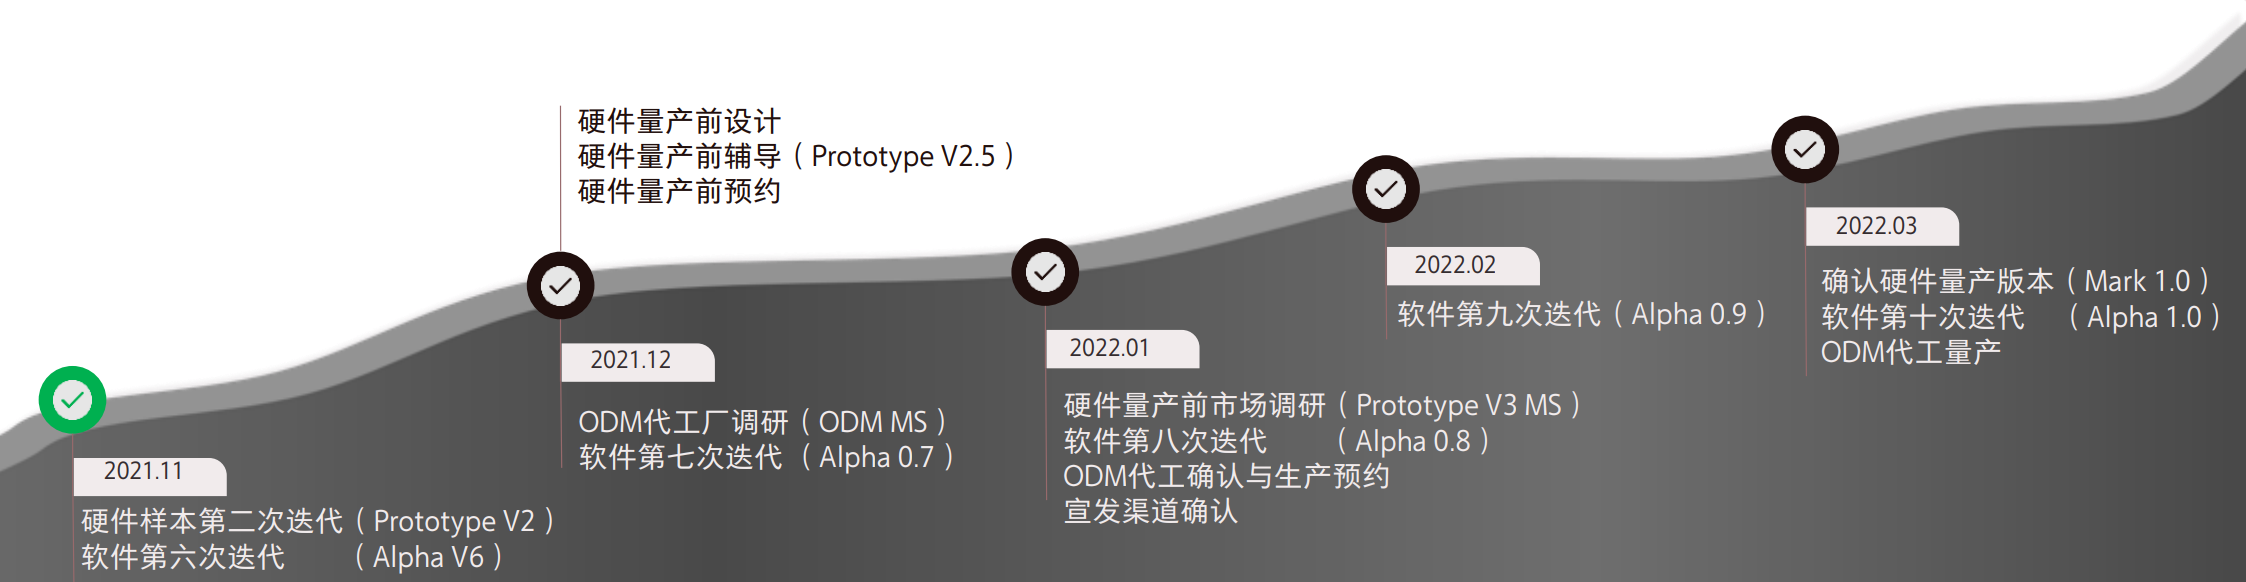 硬件量产前设计
硬件量产前辅导（Prototype V2.5）
硬件量产前预约
2021.11
硬件样本第二次迭代（Prototype V2）
软件第六次迭代 （Alpha V6）
2021.12
ODM代工厂调研（ODM MS）
软件第七次迭代 （Alpha 0.7）
2022.01
硬件量产前市场调研（Prototype V3 MS）
软件第八次迭代 （Alpha 0.8）
ODM代工确认与生产预约
宣发渠道确认
2022.02
软件第九次迭代（Alpha 0.9）
2022.03
确认硬件量产版本（Mark 1.0）
软件第十次迭代 （Alpha 1.0）
ODM代工量产